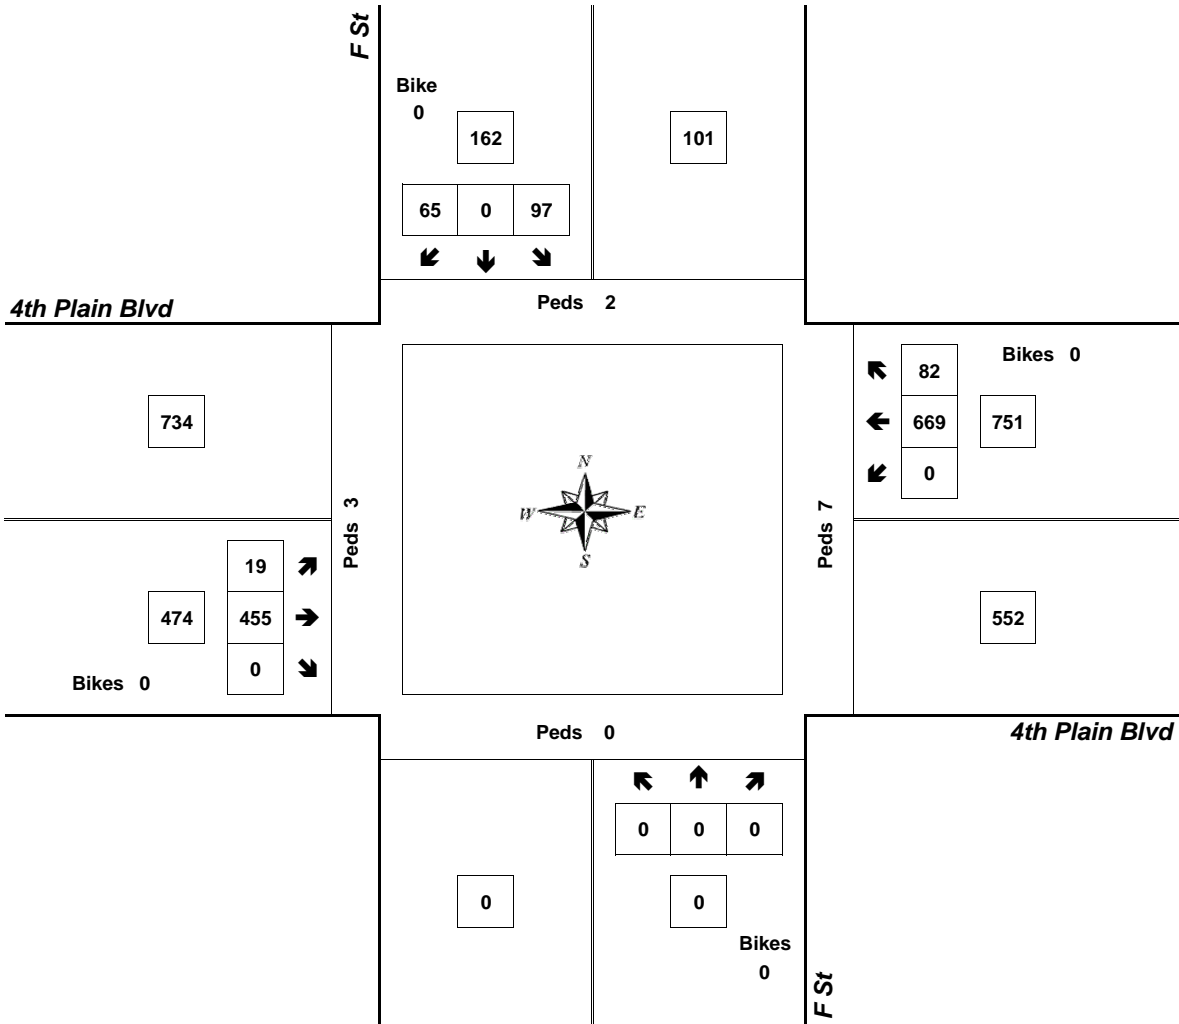 F St
Bike
0
162
101
65 0 97
4th Plain Blvd
Peds 2
82
Bikes 0
734
669
751
0
N
W E
S
Peds 3
Peds 7
19
474
455
552
0
Bikes 0
Peds 0
4th Plain Blvd
0 0 0
0
0
Bikes
0
F St